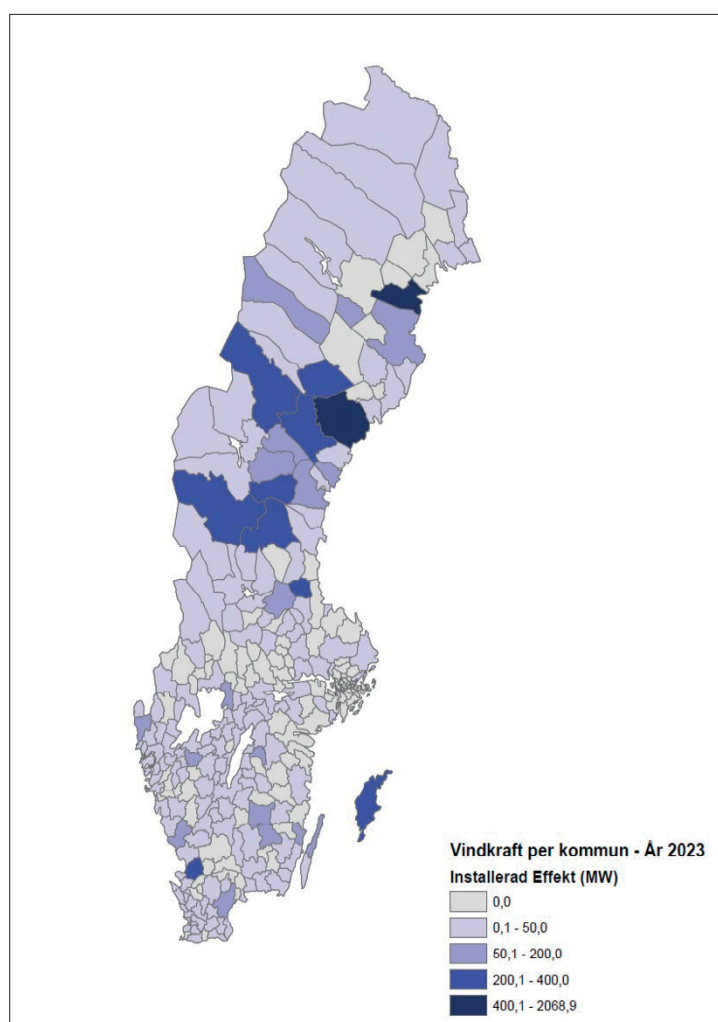 Vindkraft per kommun - År 2023
Installerad Effekt (MW)
0,0
0,1 - 50,0
50,1 - 200,0
200,1 - 400,0
400,1 - 2068,9